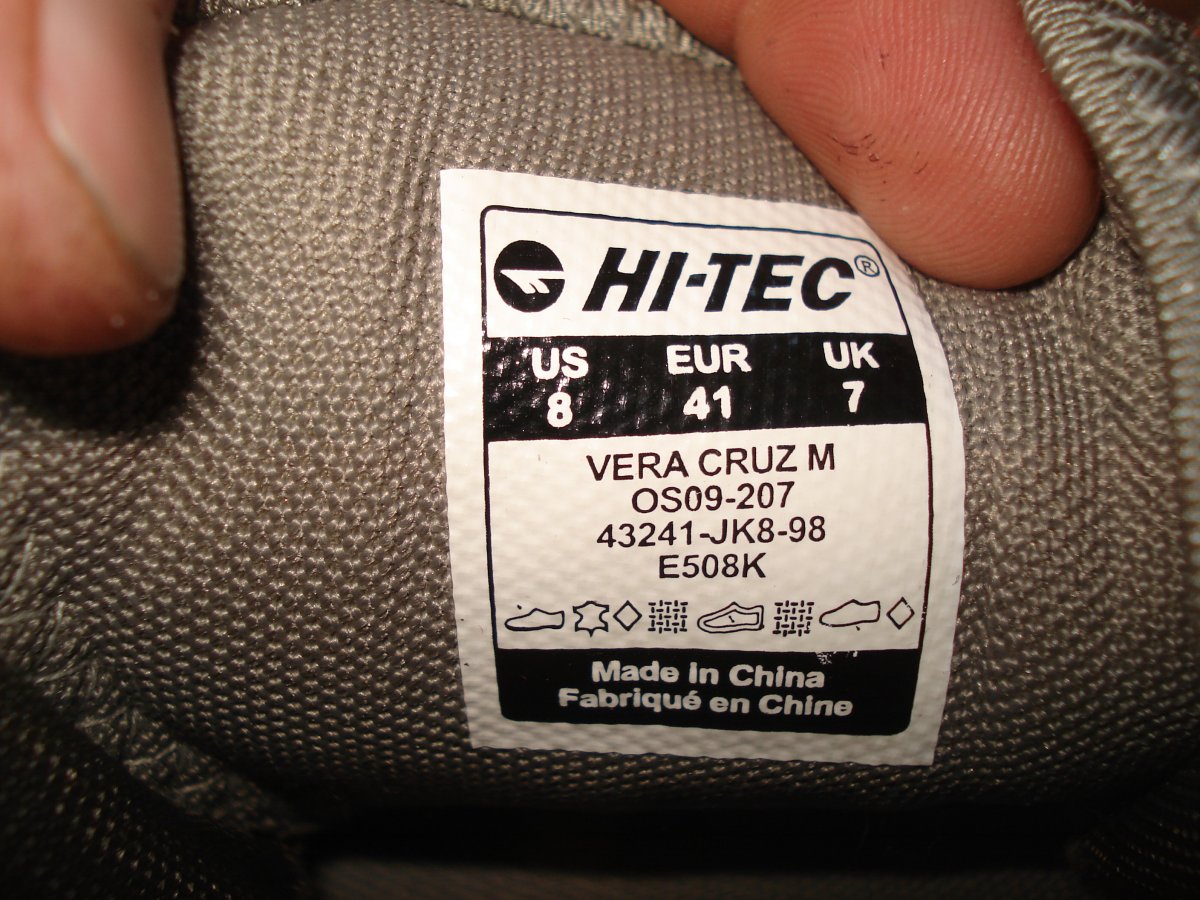 HI-TEC®
US EUR UK
8 41 7
VERA CRUZ M
OS09-207
43241-JK8-98
E508K
Made in China
Fabriqué en Chine